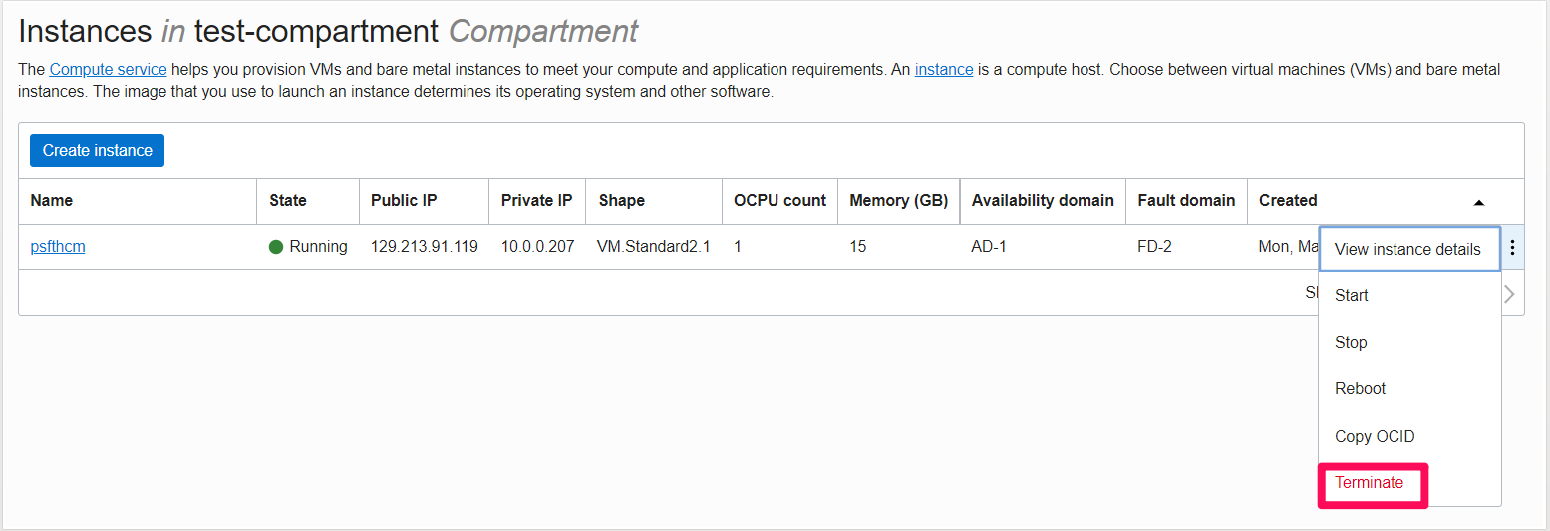 Instances in test-compartment Compartment
The Compute service helps you provision VMs and bare metal instances to meet your compute and application requirements. An instance is a compute host. Choose between virtual machines (VMs) and bare metal
instances. The image that you use to launch an instance determines its operating system and other software.
Create instance
Name State Public IP Private IP Shape OCPU count Memory (GB) Availability domain Fault domain Created
psfthcm Running 129.213.91.119 10.0.0.207 VM.Standard2.1 1 15 AD-1 FD-2 Mon,
View instance details
Start
Stop
Reboot
Copy OCID
Terminate